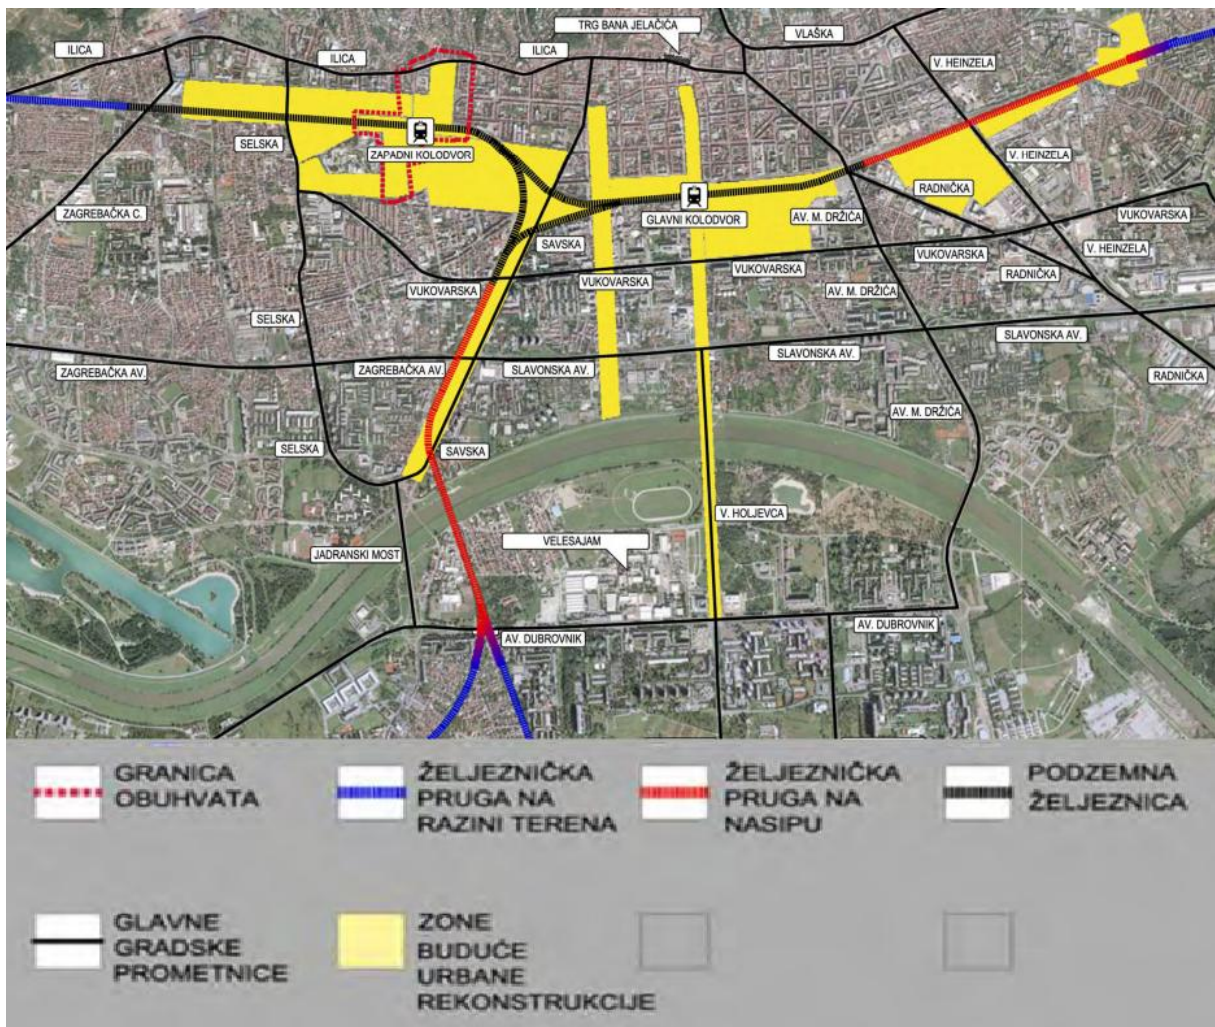 TRG BANA JELAČIĆA
VLAŠKA
ILICA
ILICA
ILICA
V. HEINZELA
SELSKA
ZAPADNI KOLODVOR
V. HEINZELA
RADNIČKA
ZAGREBAČKA C.
GLAVNI KOLODVOR
AV. M. DRŽIĆA
VUKOVARSKA
SAVSKA
V. HEINZELA
VUKOVARSKA
VUKOVARSKA
RADNIČKA
VUKOVARSKA
VUKOVARSKA
AV. M. DRŽIĆA
SELSKA
SLAVONSKA AV.
SLAVONSKA AV.
ZAGREBAČKA AV.
ZAGREBAČKA AV.
SLAVONSKA AV.
RADNIČKA
AV. M. DRŽIĆA
SELSKA
SAVSKA
V. HOLJEVCA
VELESAJAM
JADRANSKI MOST
AV. DUBROVNIK
AV. DUBROVNIK
GRANICA
OBUHVATA
ŽELJEZNIČKA
PRUGA NA
RAZINI TERENA
ŽELJEZNIČKA
PRUGA NA
NASIPU
PODZEMNA
ŽELJEZNICA
GLAVNE
GRADSKE
PROMETNICE
ZONE
BUDUĆE
URBANE
REKONSTRUKCIJE